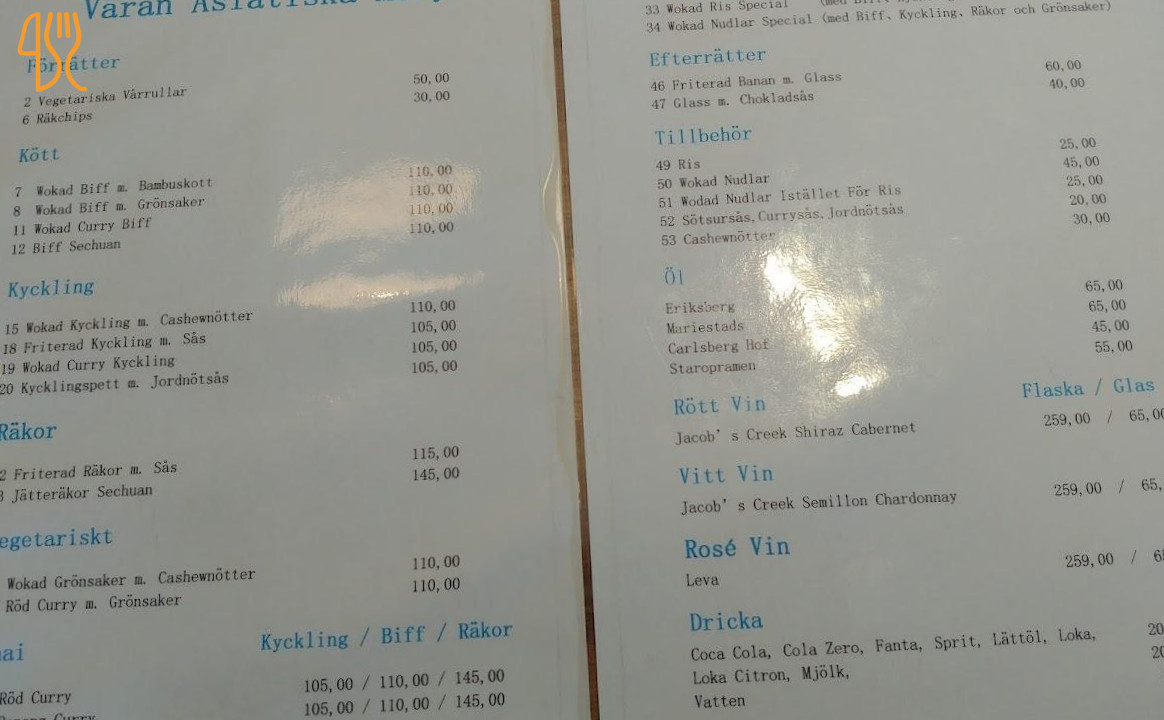 Våran Asiatiska
Förrätter
2 Vegetariska Vårrullar 50,00
6 Räkchips 30,00
Kött
7 Wokad Biff m. Bambuskott 110,00
8 Wokad Biff m. Grönsaker 110,00
11 Wokad Curry Biff 110,00
12 Biff Sechuan 110,00
Kyckling
15 Wokad Kyckling m. Cashewnötter 110,00
18 Friterad Kyckling m. Sås 105,00
19 Wokad Curry Kyckling 105,00
20 Kycklingspett m. Jordnötsås 105,00
Räkor
2 Friterad Räkor m. Sås 115,00
3 Jätteräkor Sechuan 145,00
egetariskt
Wokad Grönsaker m. Cashewnötter 110,00
Röd Curry m. Grönsaker 110,00
ai Kyckling / Biff / Räkor
Röd Curry 105,00 / 110,00 / 145,00
Curry 105,00 / 110,00 / 145,00
33 Wokad Ris Special
34 Wokad Nudlar Special (med Biff, Kyckling, Räkor och Grönsaker)
Efterrätter
46 Friterad Banan m. Glass 60,00
47 Glass m. Chokladsås 40,00
Tillbehör
49 Ris 25,00
50 Wokad Nudlar 45,00
51 Wodad Nudlar Istället För Ris 25,00
52 Sötsursås, Currysås, Jordnötsås 20,00
53 Cashewnötter 30,00
Öl
Eriksberg 65,00
Mariestads 65,00
Carlsberg Hof 45,00
Staropramen 55,00
Rött Vin Flaska / Glas
Jacob's Creek Shiraz Cabernet 259,00 / 65,00
Vitt Vin
Jacob's Creek Semillon Chardonnay 259,00 / 65,
Rosé Vin
Leva 259,00 / 65
Dricka
Coca Cola, Cola Zero, Fanta, Sprit, Lättöl, Loka, 20
Loka Citron, Mjölk, 20
Vatten